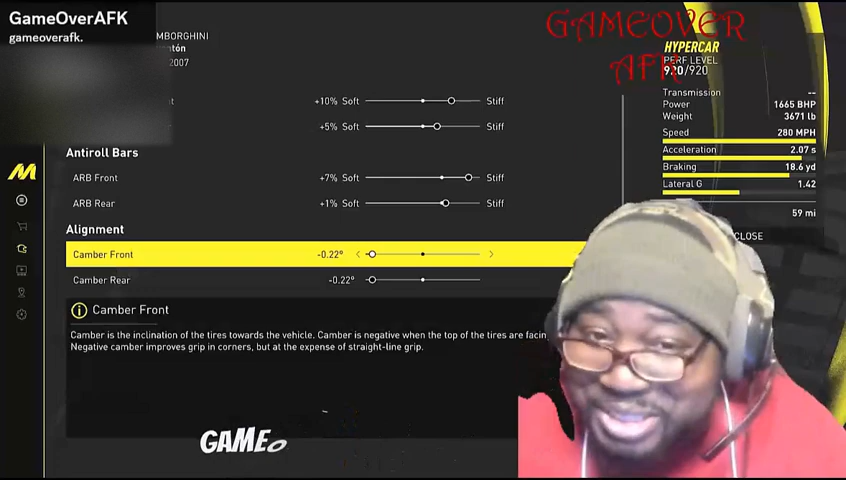 GameOverAFK
gameoverafk.
GAMEOVER
AFK
MBORGHINI
ntón
2007
HYPERCAR
PERF LEVEL
920/920
Transmission --
Power 1665 BHP
Weight 3671 lb
Speed 280 MPH
Acceleration 2.07 s
Braking 18.6 yd
Lateral G 1.42
59 mi
CLOSE
nt +10% Soft Stiff
+5% Soft Stiff
Antiroll Bars
ARB Front +7% Soft Stiff
ARB Rear +1% Soft Stiff
Alignment
Camber Front -0.22°
Camber Rear -0.22°
Camber Front
Camber is the inclination of the tires towards the vehicle. Camber is negative when the top of the tires are facin
Negative camber improves grip in corners, but at the expense of straight-line grip.
GAMEO